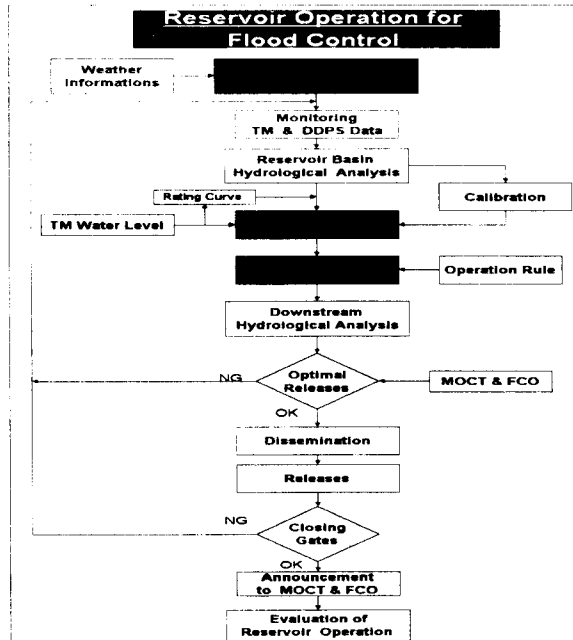 Reservoir Operation for
Flood Control
Weather
Informations
Monitoring
TM & DDPS Data
Reservoir Basin
Hydrological Analysis
Rating Curve
Calibration
TM Water Level
Operation Rule
Downstream
Hydrological Analysis
NG
Optimal
Releases
MOCT & FCO
OK
Dissemination
Releases
NG
Closing
Gates
OK
Announcement
to MOCT & FCO
Evaluation of
Reservoir Operation